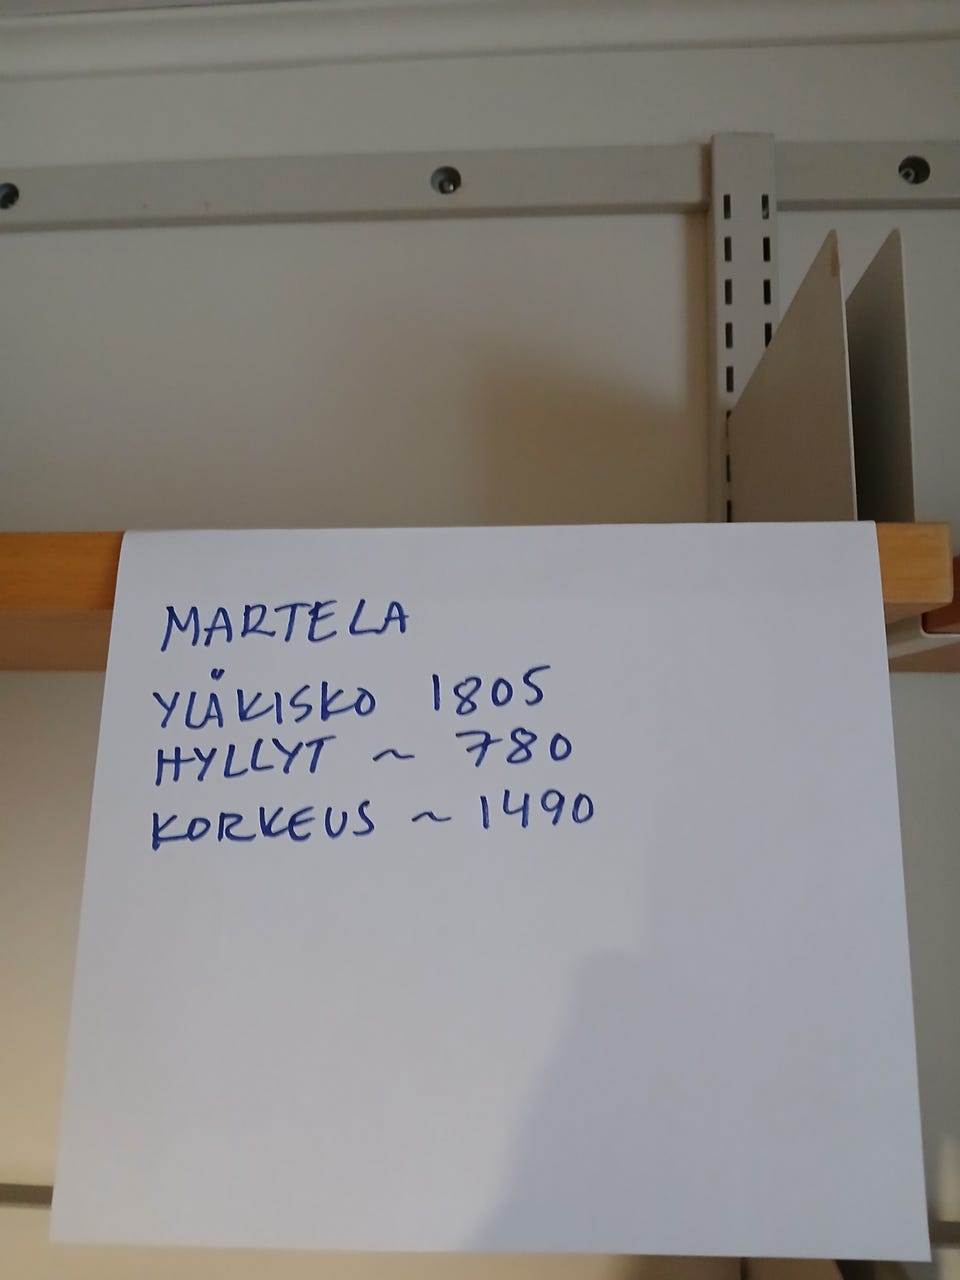 MARTELA
YLÄKISKO 1805
HYLLYT ~ 780
KORKEUS ~ 1490